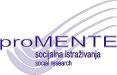 proMENTE
socijalna istraživanja
social research